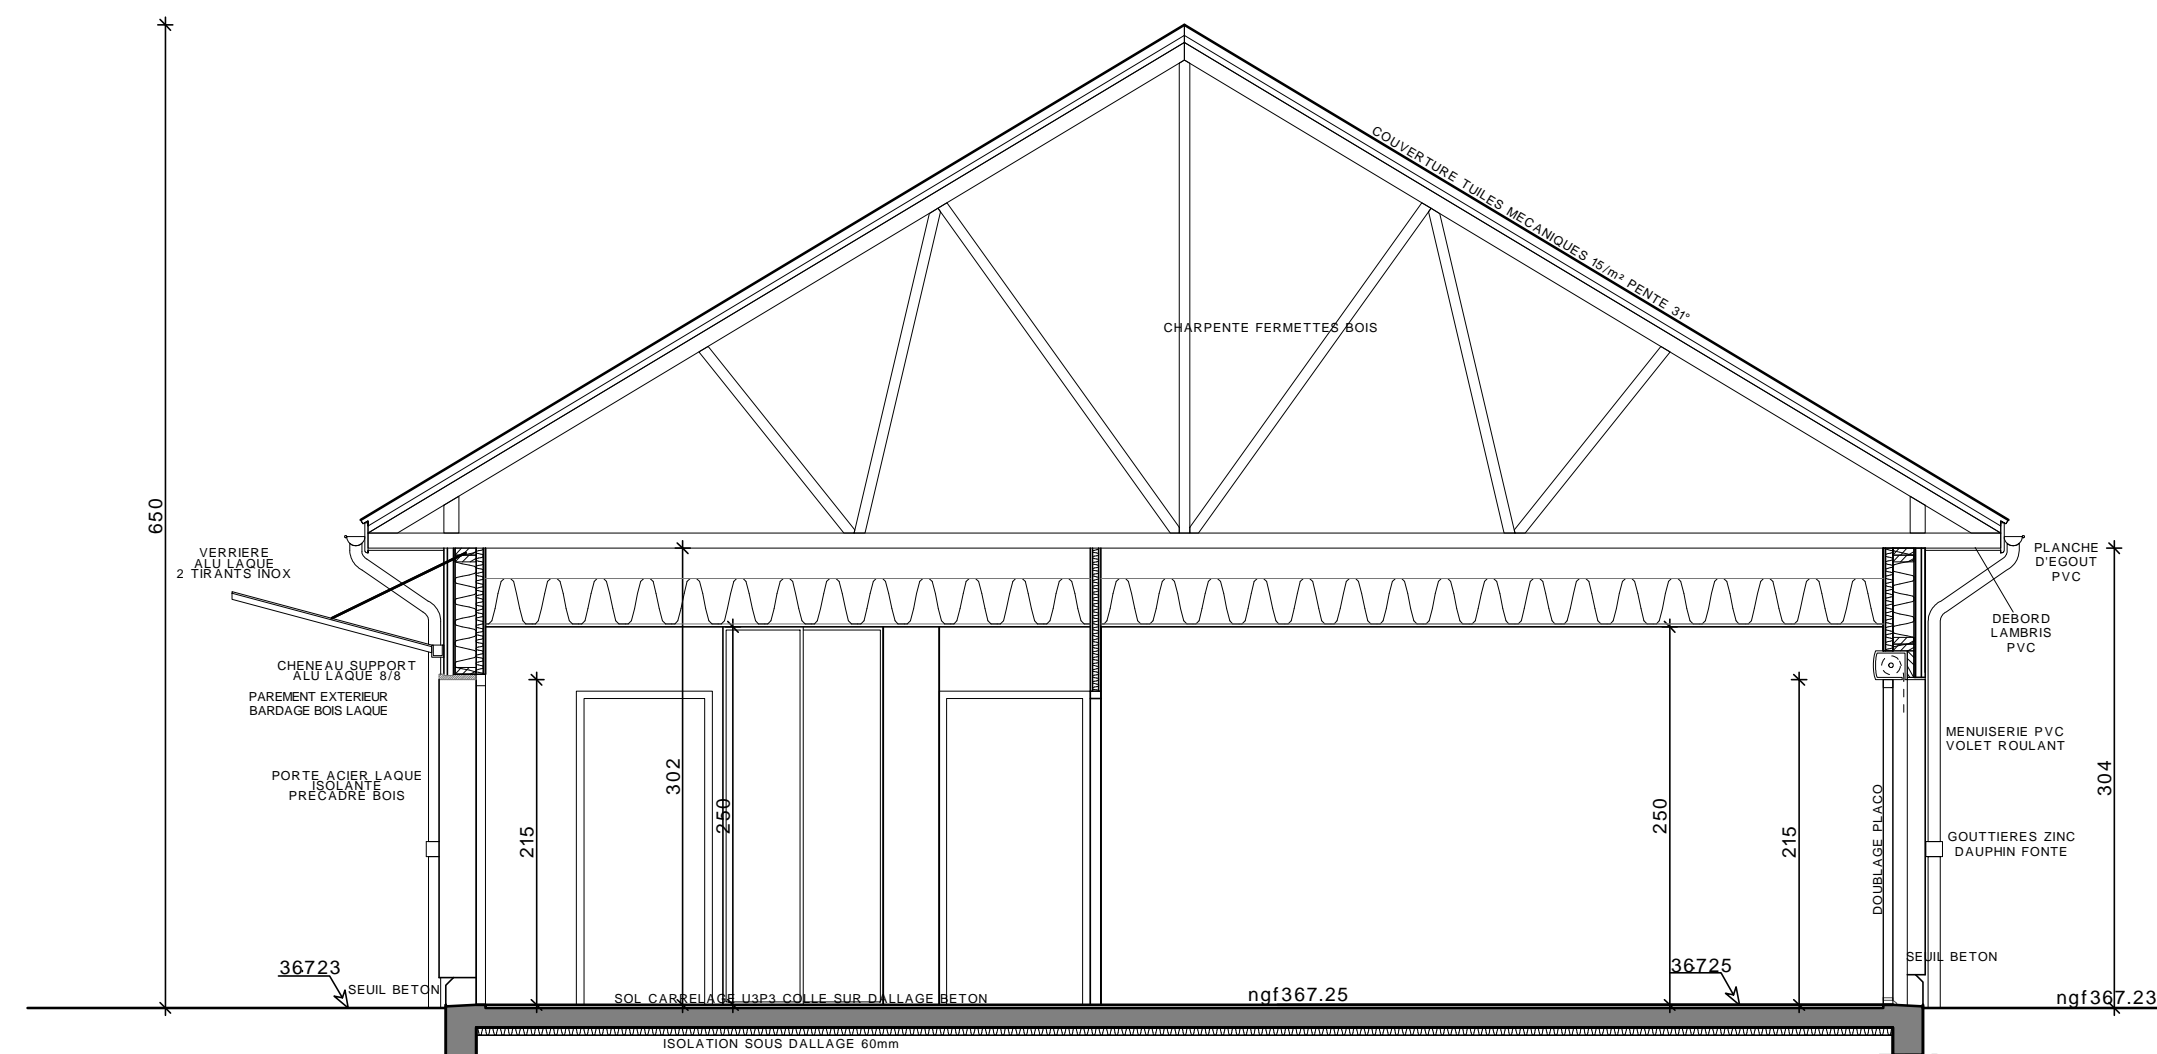 COUVERTURE TUILES MECANIQUES 15/m² PENTE 31°
CHARPENTE FERMETTES BOIS
650
VERRIERE
ALU LAQUE
2 TIRANTS INOX
PLANCHE
D'EGOUT
PVC
DEBORD
LAMBRIS
PVC
CHENEAU SUPPORT
ALU LAQUE 8/8
PAREMENT EXTERIEUR
BARDAGE BOIS LAQUE
MENUISERIE PVC
VOLET ROULANT
PORTE ACIER LAQUE
ISOLANTE
PRECADRE BOIS
302
250
215
250
215
304
DOUBLAGE PLACO
GOUTTIERES ZINC
DAUPHIN FONTE
36723
SEUIL BETON
SOL CARRELAGE U3P3 COLLE SUR DALLAGE BETON
ngf367.25
36725
SEUIL BETON
ngf367.23
ISOLATION SOUS DALLAGE 60mm